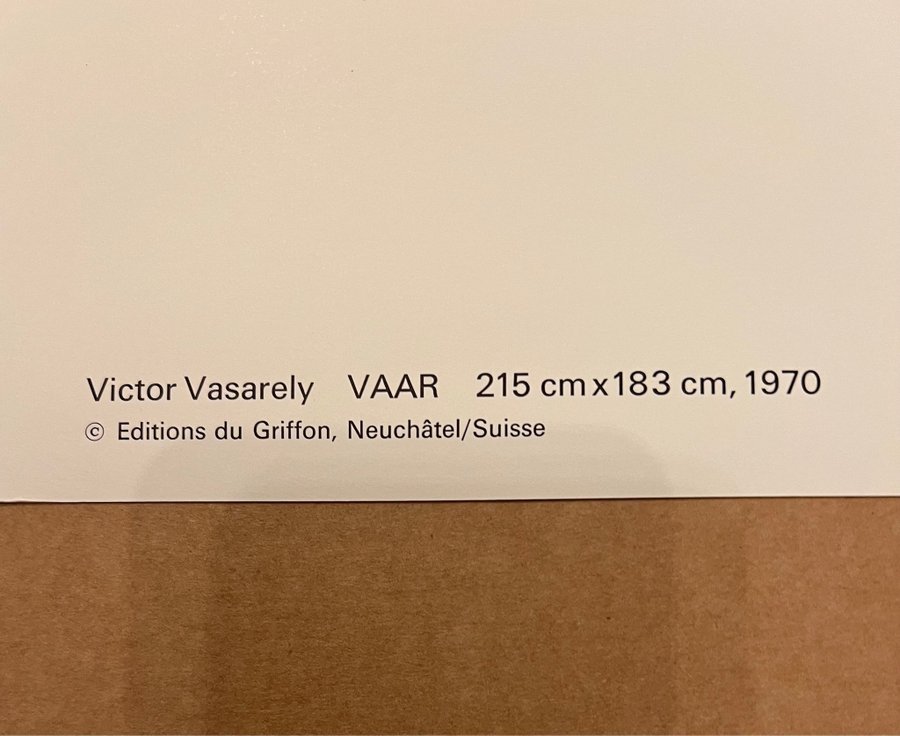 Victor Vasarely VAAR 215 cm x 183 cm, 1970
© Editions du Griffon, Neuchâtel/Suisse